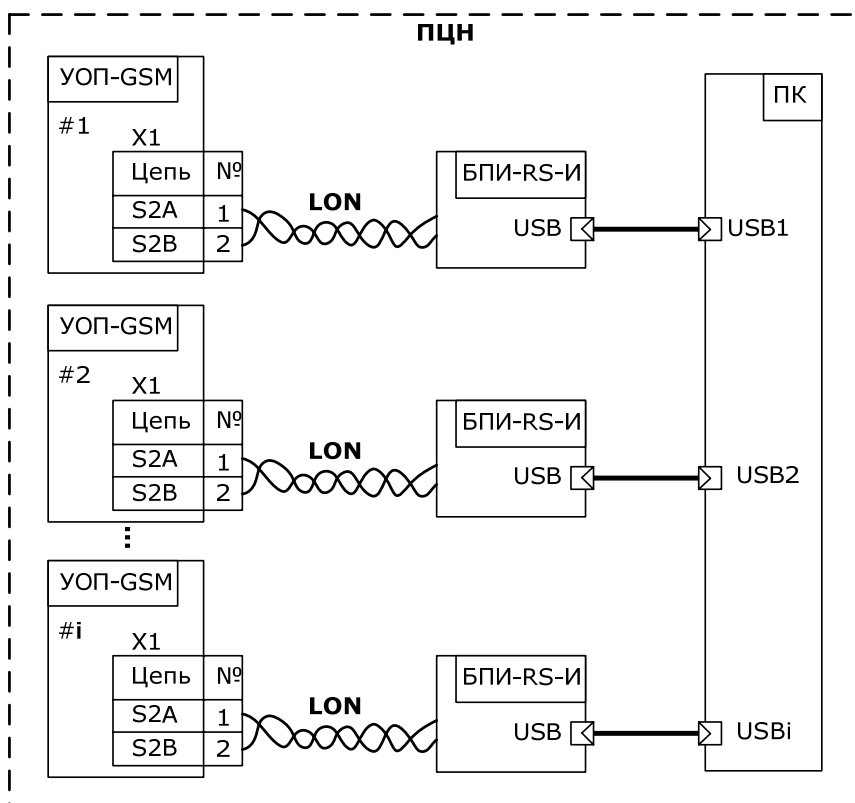 ПЦН
УОП-GSM
ПК
#1
X1
Цепь №
БПИ-RS-И
LON
S2A 1
USB
USB1
S2B 2
УОП-GSM
#2
X1
Цепь №
БПИ-RS-И
LON
S2A 1
USB
USB2
S2B 2
...
УОП-GSM
#i
X1
Цепь №
БПИ-RS-И
LON
S2A 1
USB
USBi
S2B 2